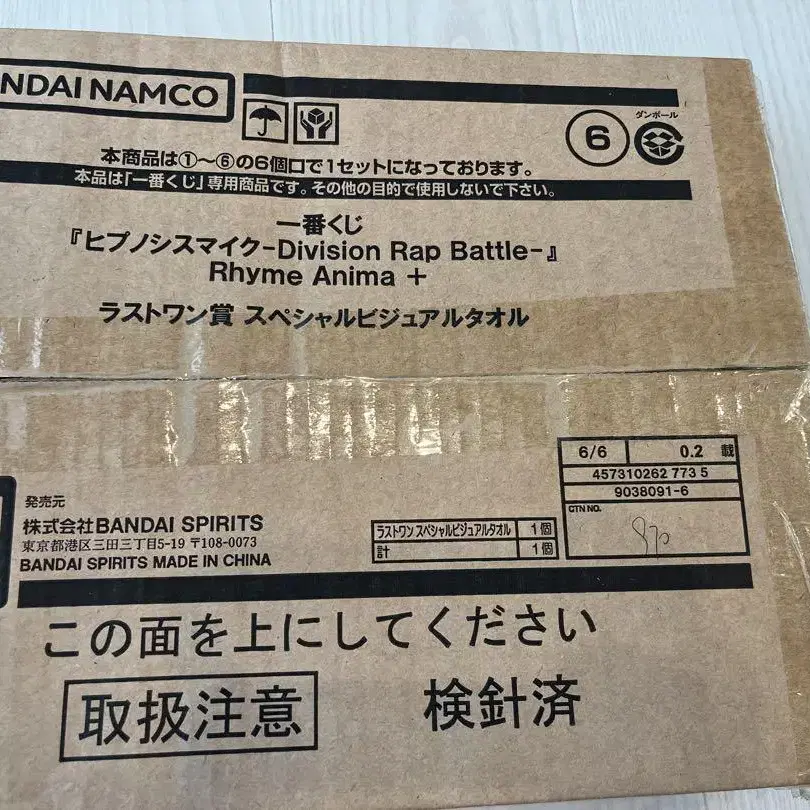 NDAI NAMCO
⑥
ダンボール
本商品は①〜⑥の6個口で1セットになっております。
本品は「一番くじ」専用商品です。その他の目的で使用しないで下さい。
一番くじ
『ヒプノシスマイク-Division Rap Battle-』
Rhyme Anima +
ラストワン賞 スペシャルビジュアルタオル
6/6 0.2 載
457310262 773 5
9038091-6
CTN NO.
870
発売元
株式会社BANDAI SPIRITS
東京都港区三田三丁目5-19 〒108-0073
BANDAI SPIRITS MADE IN CHINA
ラストワン スペシャルビジュアルタオル 1個
計 1個
この面を上にしてください
取扱注意 検針済